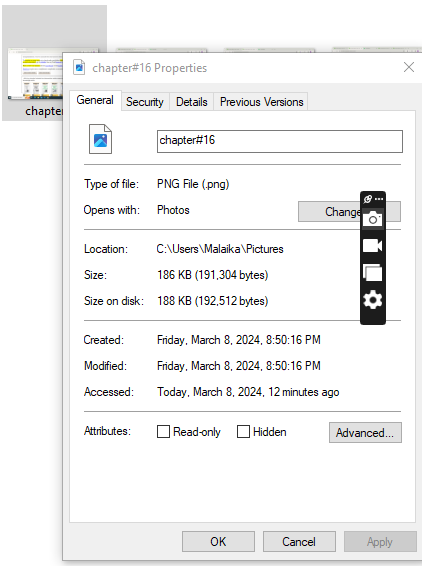 chapter
chapter#16 Properties
General Security Details Previous Versions
chapter#16
Type of file: PNG File (.png)
Opens with: Photos Change
Location: C:\Users\Malaika\Pictures
Size: 186 KB (191,304 bytes)
Size on disk: 188 KB (192,512 bytes)
Created: Friday, March 8, 2024, 8:50:16 PM
Modified: Friday, March 8, 2024, 8:50:16 PM
Accessed: Today, March 8, 2024, 12 minutes ago
Attributes: Read-only Hidden Advanced...
OK Cancel Apply